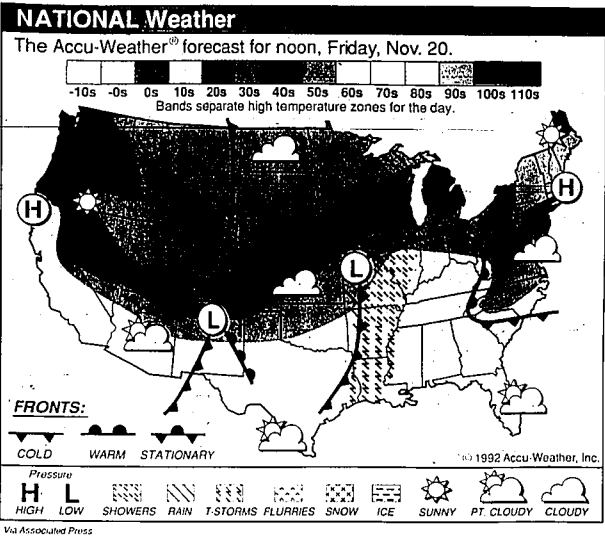 NATIONAL Weather
The Accu-Weather® forecast for noon, Friday, Nov. 20.
-10s -0s 0s 10s 20s 30s 40s 50s 60s 70s 80s 90s 100s 110s
Bands separate high temperature zones for the day.
H
H
L
L
FRONTS:
COLD WARM STATIONARY
© 1992 Accu-Weather, Inc.
Pressure
H L
HIGH LOW SHOWERS RAIN T-STORMS FLURRIES SNOW ICE SUNNY PT. CLOUDY CLOUDY
Via Associated Press